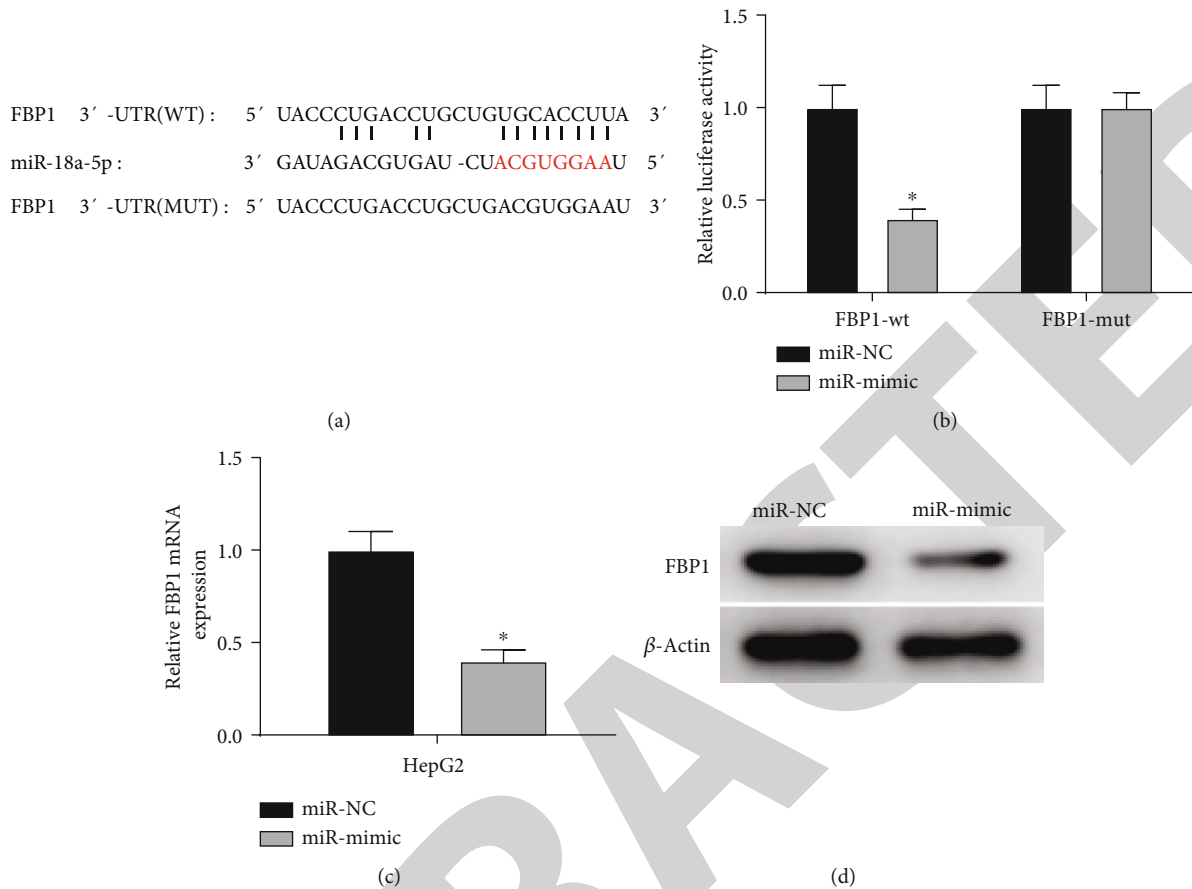 FBP1 3′ -UTR(WT) : 5′ UACCCUGACCUGCUGUGCACCUUA 3′
miR-18a-5p : 3′ GAUAGACGUGAU -CUACGUGGAAU 5′
FBP1 3′ -UTR(MUT) : 5′ UACCCUGACCUGCUGACGUGGAAU 3′
(a)
Relative luciferase activity
1.5
1.0
0.5
0.0
*
FBP1-wt FBP1-mut
miR-NC
miR-mimic
(b)
Relative FBP1 mRNA
expression
1.5
1.0
0.5
0.0
*
HepG2
miR-NC
miR-mimic
(c)
miR-NC miR-mimic
FBP1
β-Actin
(d)